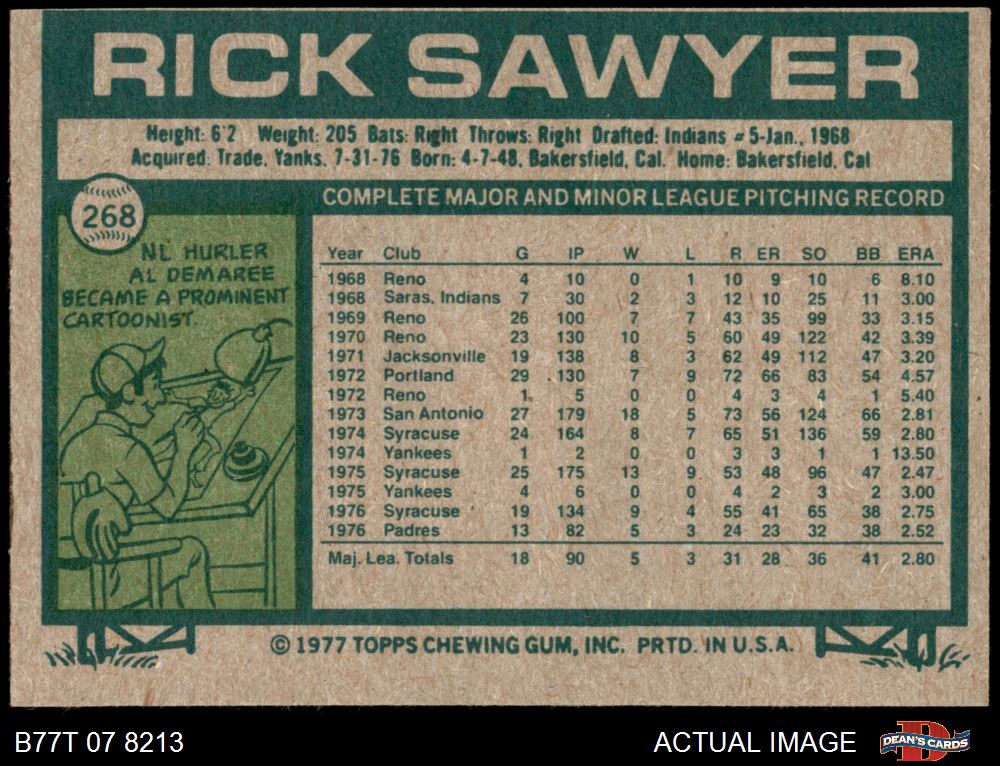 RICK SAWYER
Height: 6'2 Weight: 205 Bats: Right Throws: Right Drafted: Indians #5-Jan., 1968
Acquired: Trade, Yanks, 7-31-76 Born: 4-7-48, Bakersfield, Cal. Home: Bakersfield, Cal
268
NL HURLER
AL DEMAREE
BECAME A PROMINENT
CARTOONIST.
COMPLETE MAJOR AND MINOR LEAGUE PITCHING RECORD
Year Club G IP W L R ER SO BB ERA
1968 Reno 4 10 0 1 10 9 10 6 8.10
1968 Saras. Indians 7 30 2 3 12 10 25 11 3.00
1969 Reno 26 100 7 7 43 35 99 33 3.15
1970 Reno 23 130 10 5 60 49 122 42 3.39
1971 Jacksonville 19 138 8 3 62 49 112 47 3.20
1972 Portland 29 130 7 9 72 66 83 54 4.57
1972 Reno 1 5 0 0 4 3 4 1 5.40
1973 San Antonio 27 179 18 5 73 56 124 66 2.81
1974 Syracuse 24 164 8 7 65 51 136 59 2.80
1974 Yankees 1 2 0 0 3 3 1 1 13.50
1975 Syracuse 25 175 13 9 53 48 96 47 2.47
1975 Yankees 4 6 0 0 4 2 3 2 3.00
1976 Syracuse 19 134 9 4 55 41 65 38 2.75
1976 Padres 13 82 5 3 24 23 32 38 2.52
Maj. Lea. Totals 18 90 5 3 31 28 36 41 2.80
© 1977 TOPPS CHEWING GUM, INC. PRTD. IN U.S.A.
B77T 07 8213
ACTUAL IMAGE
DEAN'S CARDS